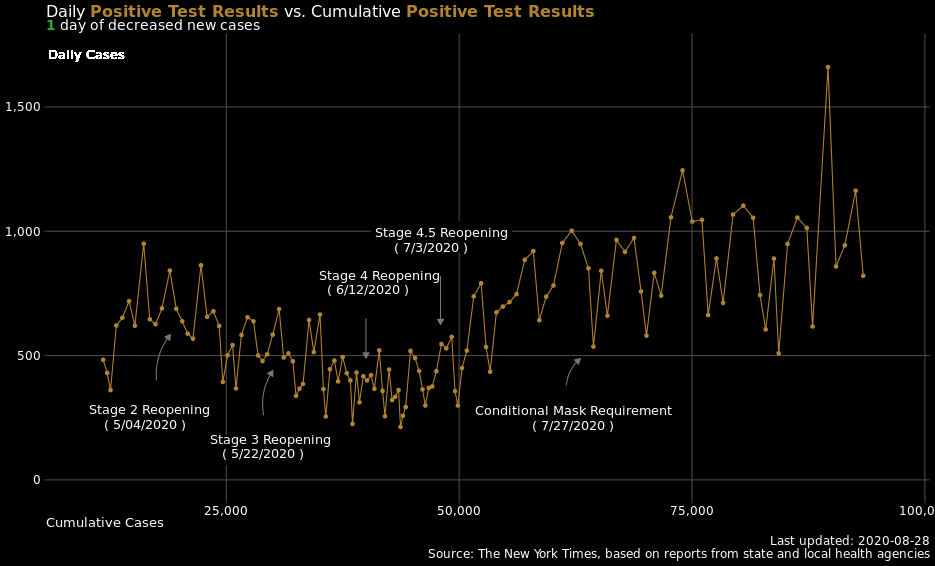 Daily Positive Test Results vs. Cumulative Positive Test Results
1 day of decreased new cases
Daily Cases
1,500
1,000
500
0
Stage 4.5 Reopening
( 7/3/2020 )
Stage 4 Reopening
( 6/12/2020 )
Stage 2 Reopening
( 5/04/2020 )
Stage 3 Reopening
( 5/22/2020 )
Conditional Mask Requirement
( 7/27/2020 )
25,000
50,000
75,000
100,0
Cumulative Cases
Last updated: 2020-08-28
Source: The New York Times, based on reports from state and local health agencies